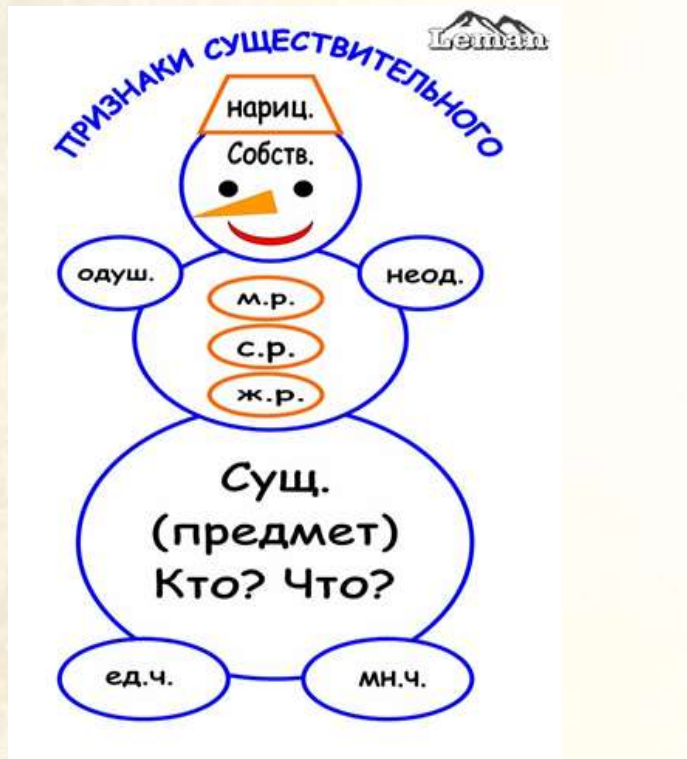 Leman
ПРИЗНАКИ СУЩЕСТВИТЕЛЬНОГО
нариц.
Собств.
одуш.
неод.
м.р.
с.р.
ж.р.
Сущ.
(предмет)
Кто? Что?
ед.ч.
мн.ч.